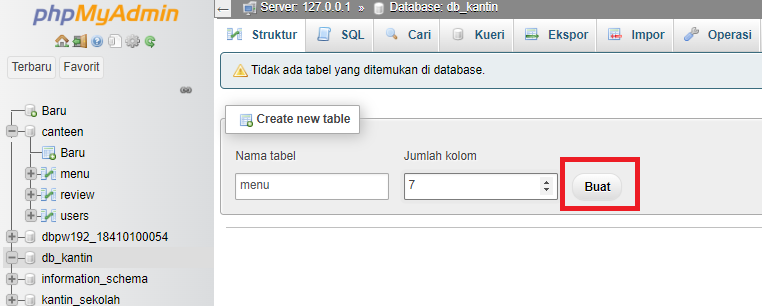 phpMyAdmin
Terbaru Favorit
Baru
canteen
Baru
menu
review
users
dbpw192_18410100054
db_kantin
information_schema
kantin_sekolah
Server: 127.0.0.1 » Database: db_kantin
Struktur SQL Cari Kueri Ekspor Impor Operasi
Tidak ada tabel yang ditemukan di database.
Create new table
Nama tabel Jumlah kolom
menu 7 Buat